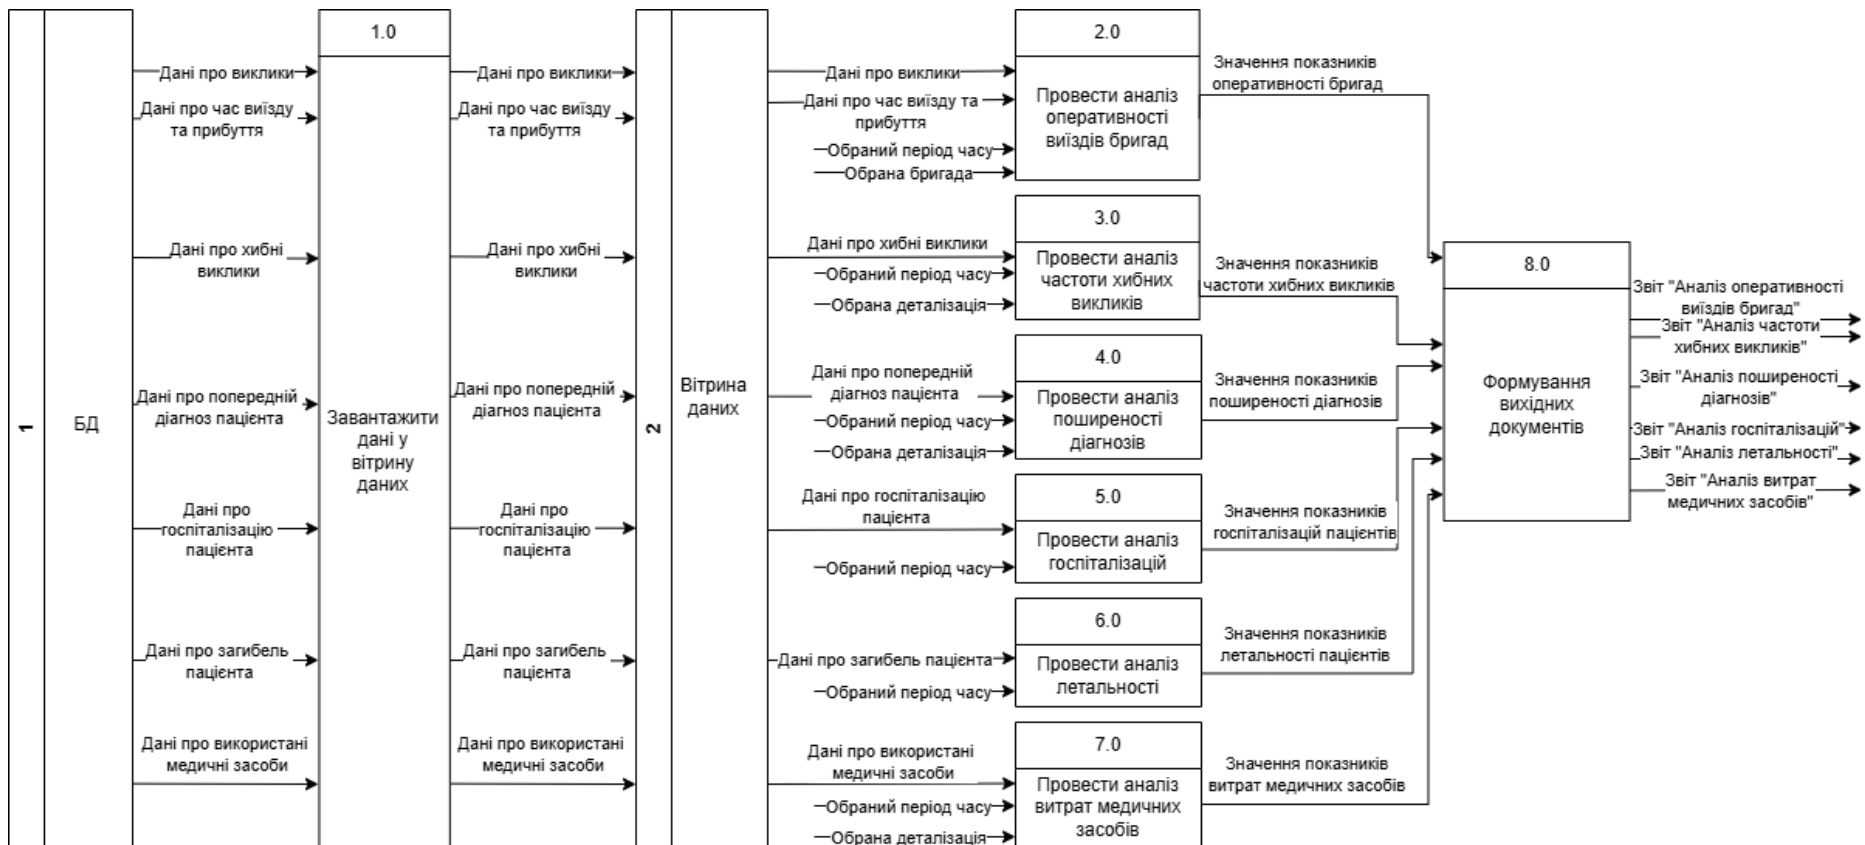 1
БД
Дані про виклики
Дані про час виїзду
та прибуття
Дані про хибні
виклики
Дані про попередній
діагноз пацієнта
Дані про
госпіталізацію
пацієнта
Дані про загибель
пацієнта
Дані про використані
медичні засоби
1.0
Завантажити
дані у
вітрину
даних
Дані про виклики
Дані про час виїзду
та прибуття
Дані про хибні
виклики
Дані про попередній
діагноз пацієнта
Дані про
госпіталізацію
пацієнта
Дані про загибель
пацієнта
Дані про використані
медичні засоби
2
Вітрина
даних
Дані про виклики
Дані про час виїзду та
прибуття
Обраний період часу
Обрана бригада
2.0
Провести аналіз
оперативності
виїздів бригад
Значення показників
оперативності бригад
Дані про хибні виклики
Обраний період часу
Обрана деталізація
3.0
Провести аналіз
частоти хибних
викликів
Значення показників
частоти хибних викликів
Дані про попередній
діагноз пацієнта
Обраний період часу
Обрана деталізація
4.0
Провести аналіз
поширеності
діагнозів
Значення показників
поширеності діагнозів
Дані про госпіталізацію
пацієнта
Обраний період часу
5.0
Провести аналіз
госпіталізацій
Значення показників
госпіталізацій пацієнтів
Дані про загибель пацієнта
Обраний період часу
6.0
Провести аналіз
летальності
Значення показників
летальності пацієнтів
Дані про використані
медичні засоби
Обраний період часу
Обрана деталізація
7.0
Провести аналіз
витрат медичних
засобів
Значення показників
витрат медичних засобів
8.0
Формування
вихідних
документів
Звіт "Аналіз оперативності
виїздів бригад"
Звіт "Аналіз частоти
хибних викликів"
Звіт "Аналіз поширеності
діагнозів"
Звіт "Аналіз госпіталізацій"
Звіт "Аналіз летальності"
Звіт "Аналіз витрат
медичних засобів"